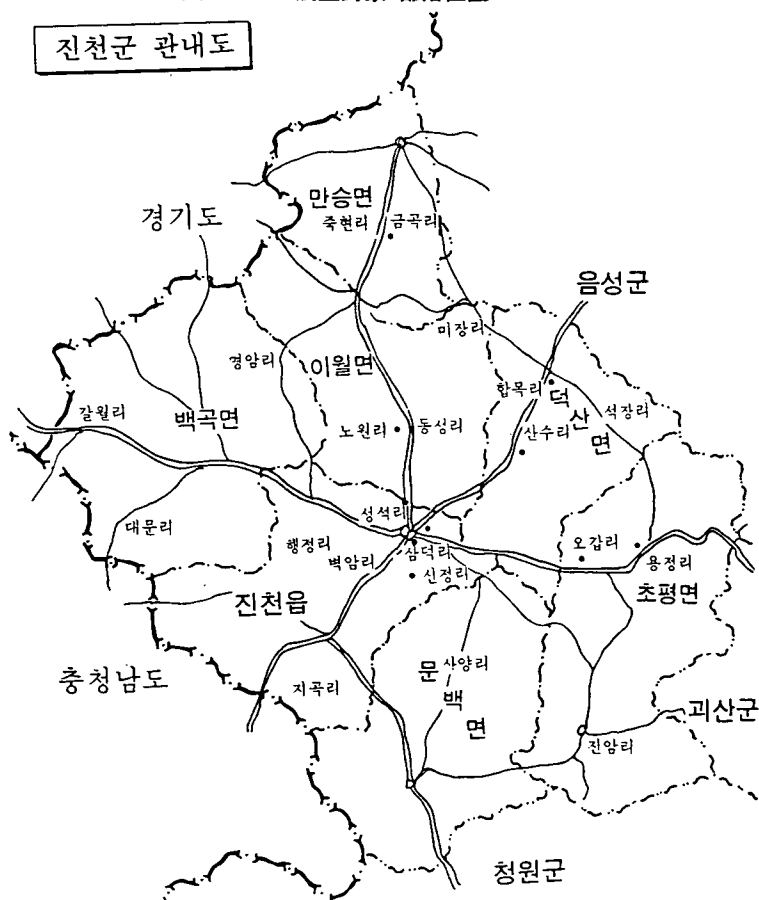 진천군 관내도
만승면
죽현리
금곡리
경기도
음성군
미장리
경암리
이월면
합목리
덕산면
석장리
갈월리
백곡면
노원리
동성리
산수리
대문리
성석리
행정리
벽암리
삼덕리
신정리
오갑리
용정리
초평면
진천읍
충청남도
지곡리
문백면
사양리
괴산군
진암리
청원군